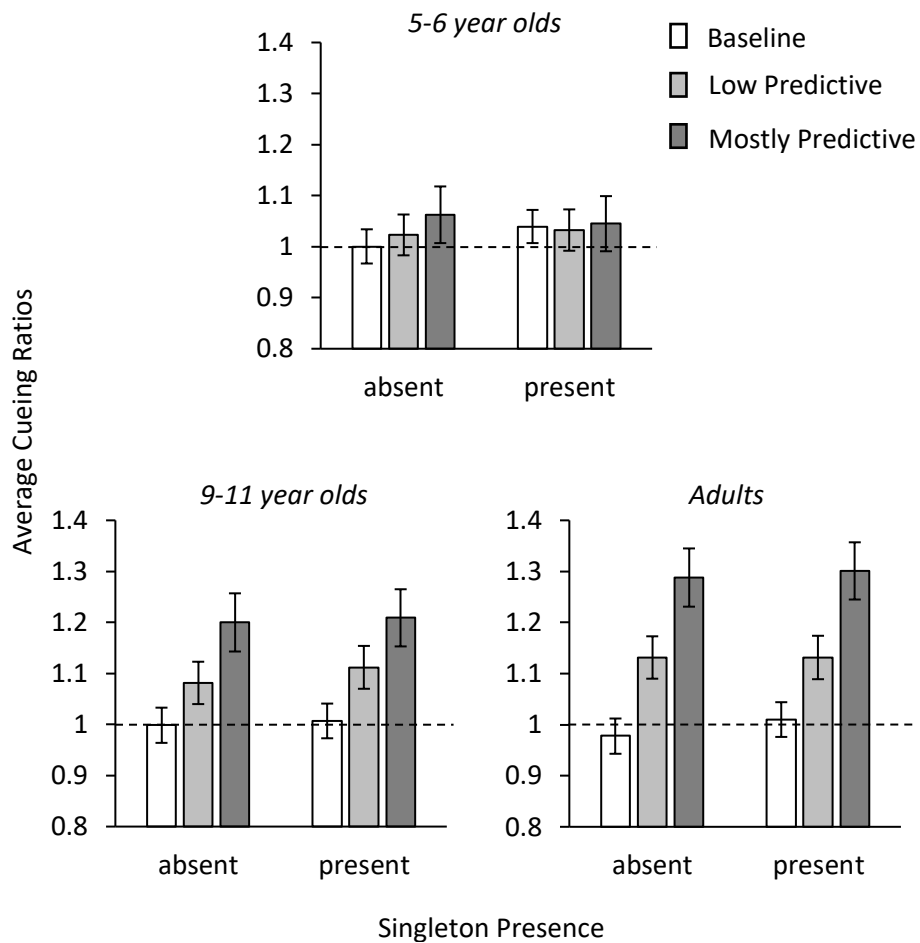 5-6 year olds
Baseline
Low Predictive
Mostly Predictive
1.4
1.3
1.2
1.1
1
0.9
0.8
absent present
Average Cueing Ratios
9-11 year olds
1.4
1.3
1.2
1.1
1
0.9
0.8
absent present
Adults
1.4
1.3
1.2
1.1
1
0.9
0.8
absent present
Singleton Presence